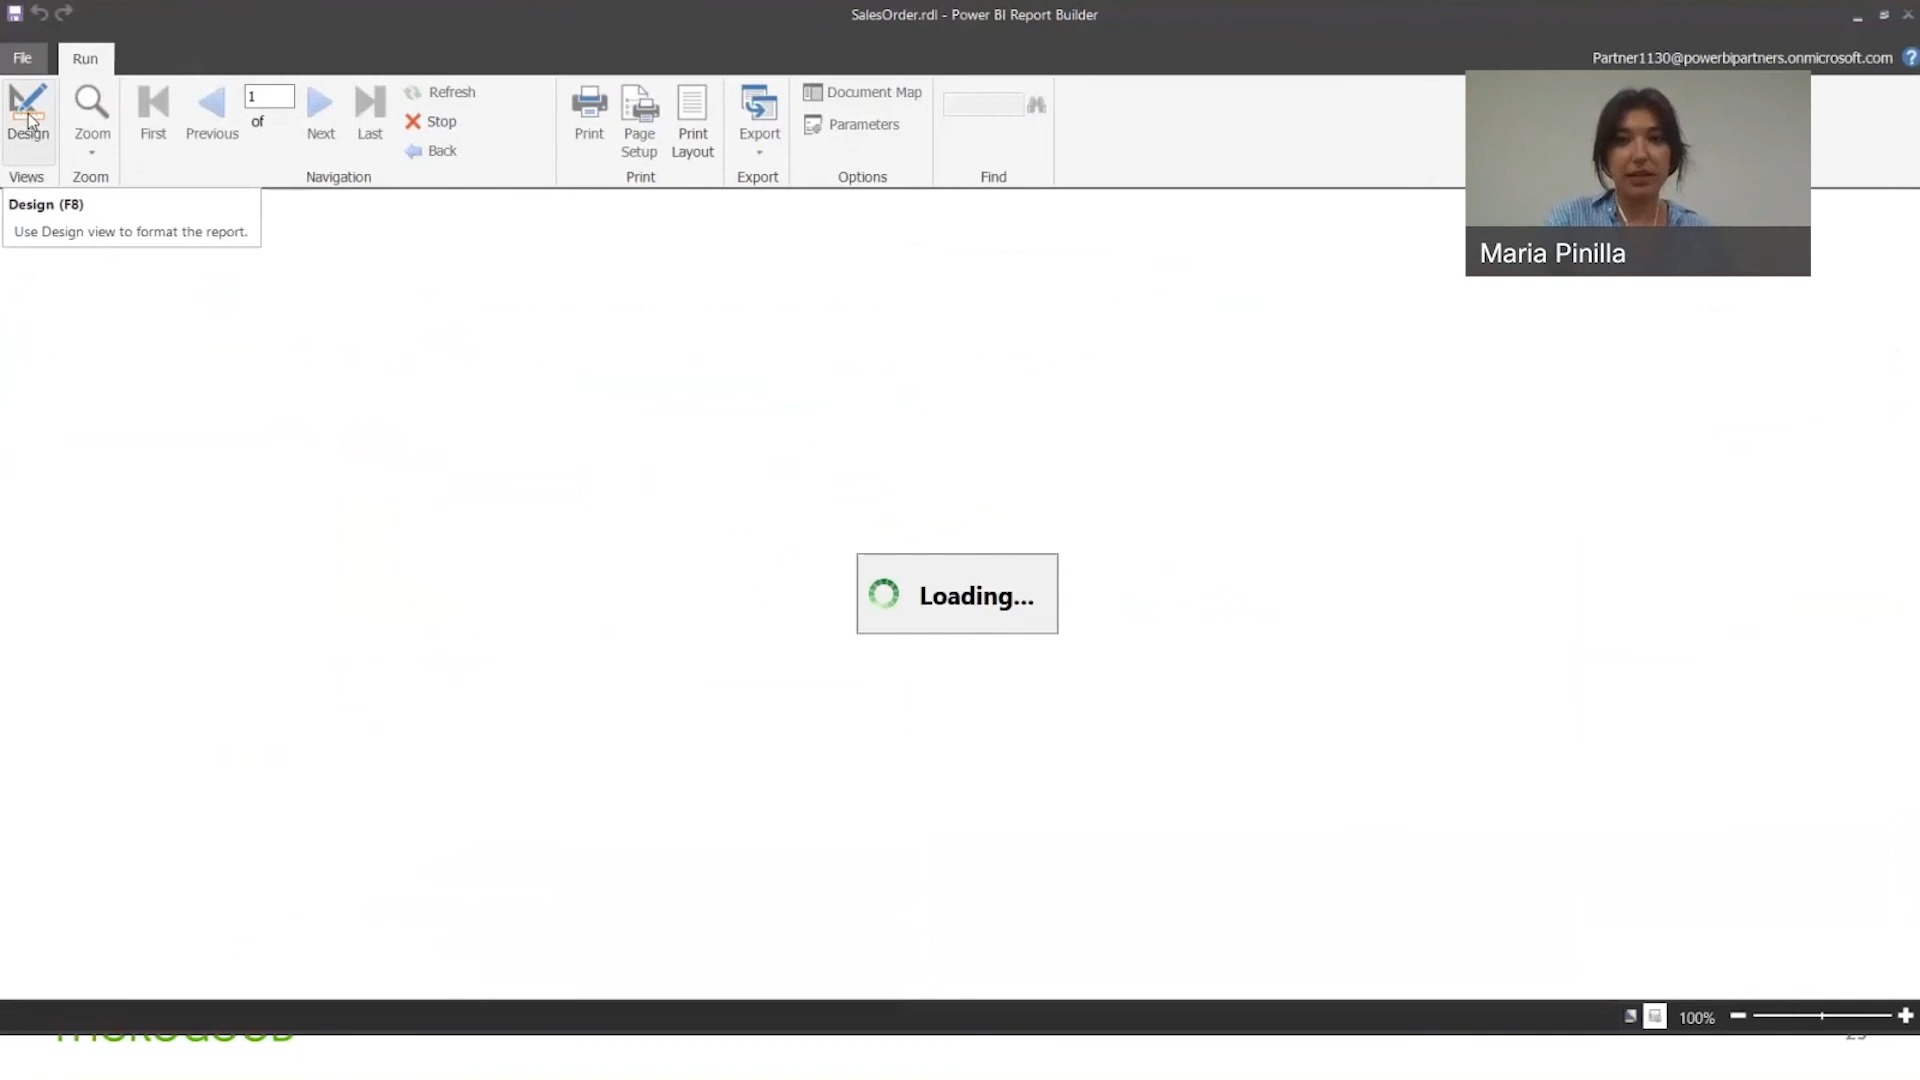 SalesOrder.rdl - Power BI Report Builder
File
Run
Partner1130@powerbipartners.onmicrosoft.com
?
Design
Views
Zoom
Zoom
First
Previous
1
of
Next
Last
Refresh
Stop
Back
Navigation
Print
Page
Setup
Print
Layout
Print
Export
Export
Document Map
Parameters
Options
Find
Design (F8)
Use Design view to format the report.
Maria Pinilla
Loading...
100%